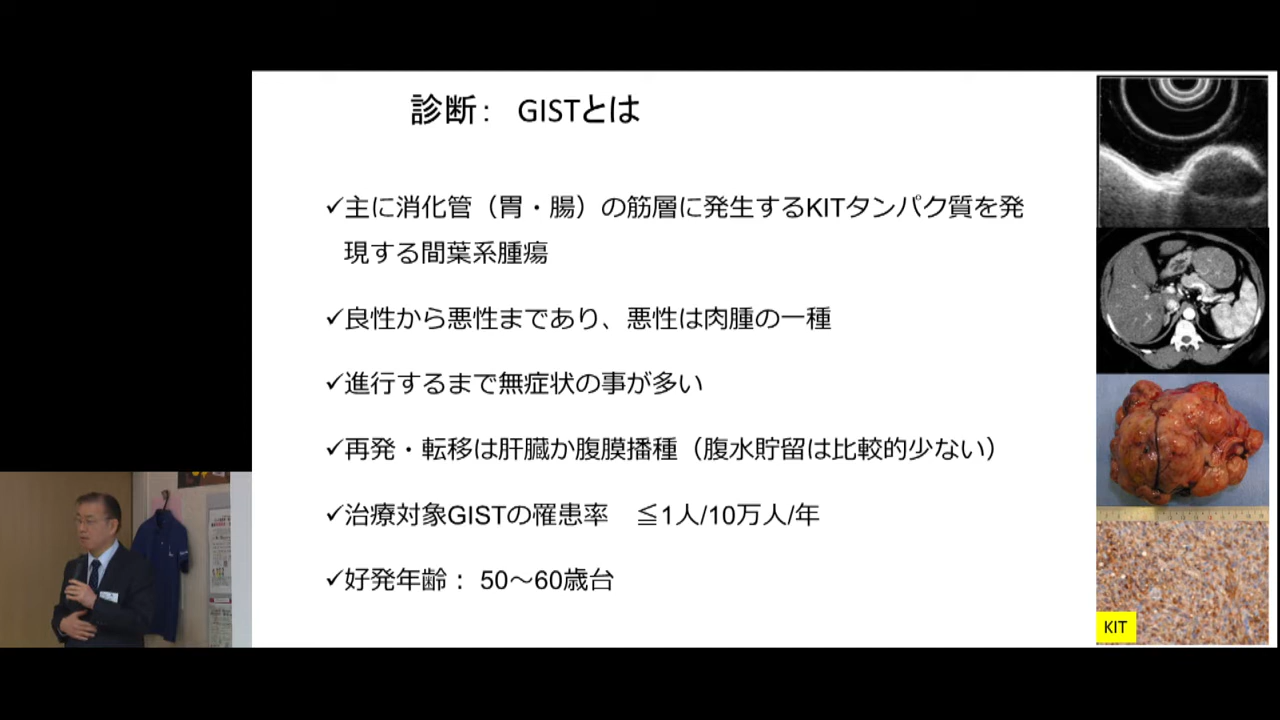 診断： GISTとは
✓主に消化管（胃・腸）の筋層に発生するKITタンパク質を発
現する間葉系腫瘍
✓良性から悪性まであり、悪性は肉腫の一種
✓進行するまで無症状の事が多い
✓再発・転移は肝臓か腹膜播種（腹水貯留は比較的少ない）
✓治療対象GISTの罹患率　≦1人/10万人/年
✓好発年齢： 50～60歳台
KIT